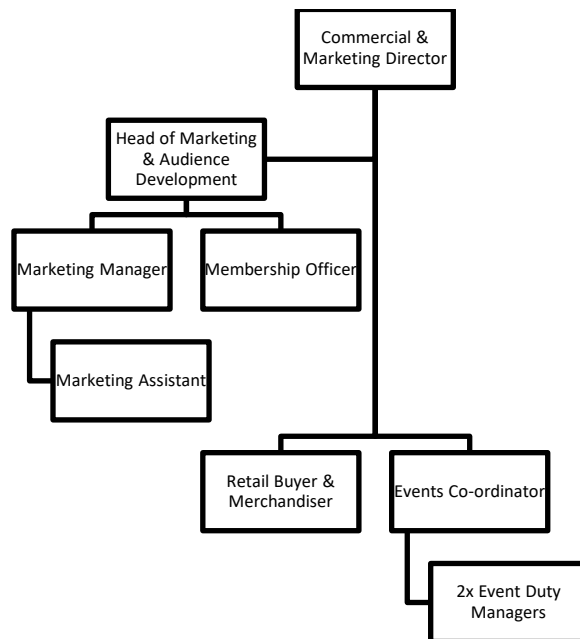 Commercial &
Marketing Director
Head of Marketing
& Audience
Development
Marketing Manager
Membership Officer
Marketing Assistant
Retail Buyer &
Merchandiser
Events Co-ordinator
2x Event Duty
Managers